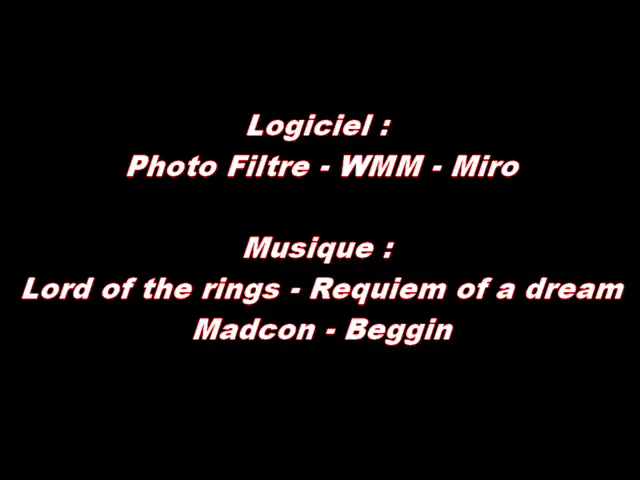 Logiciel :
Photo Filtre - WMM - Miro
Musique :
Lord of the rings - Requiem of a dream
Madcon - Beggin